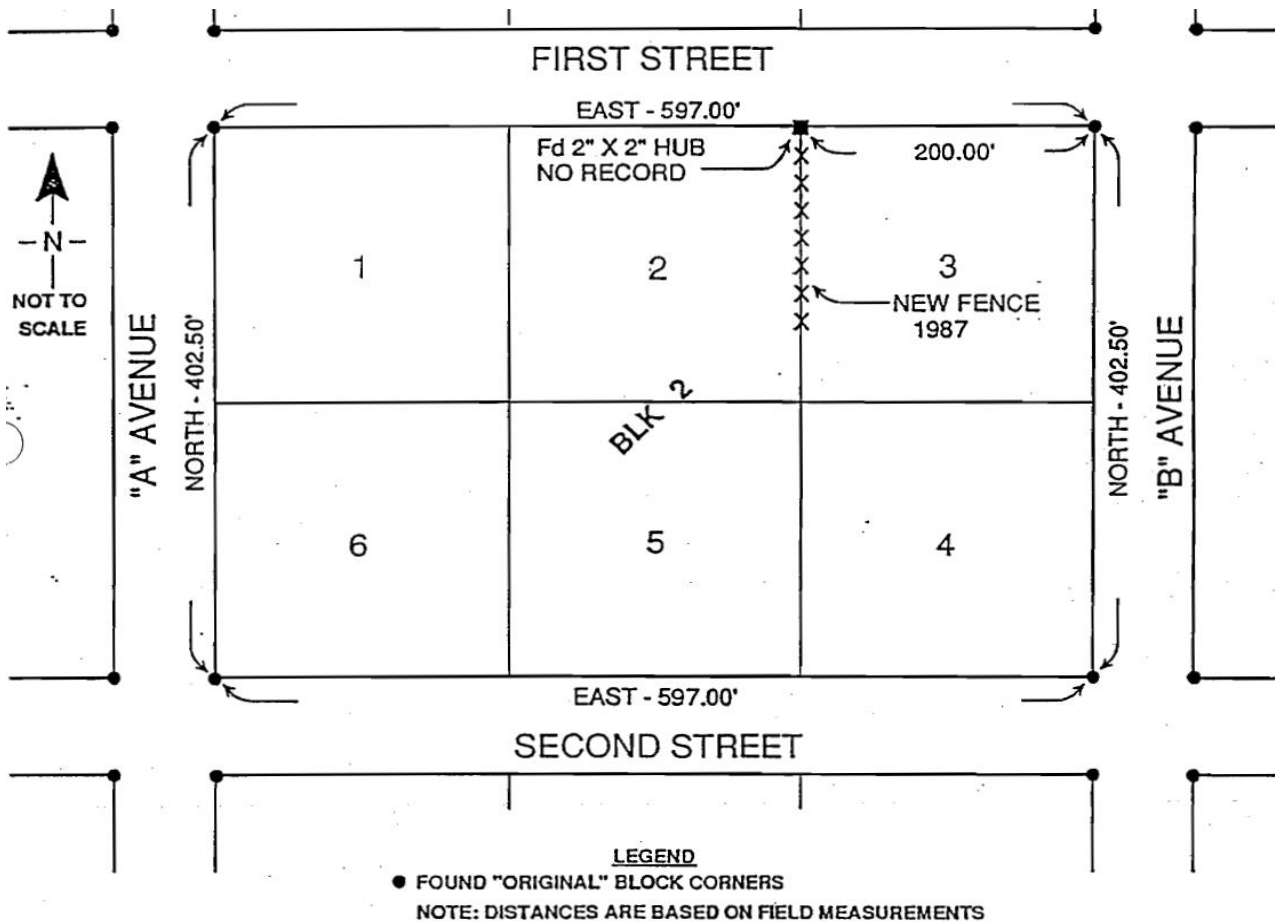 FIRST STREET
EAST - 597.00'
Fd 2" X 2" HUB
NO RECORD
200.00'
- N -
NOT TO
SCALE
1
2
3
NEW FENCE
1987
"A" AVENUE
NORTH - 402.50'
BLK 2
NORTH - 402.50'
"B" AVENUE
6
5
4
EAST - 597.00'
SECOND STREET
LEGEND
● FOUND "ORIGINAL" BLOCK CORNERS
NOTE: DISTANCES ARE BASED ON FIELD MEASUREMENTS